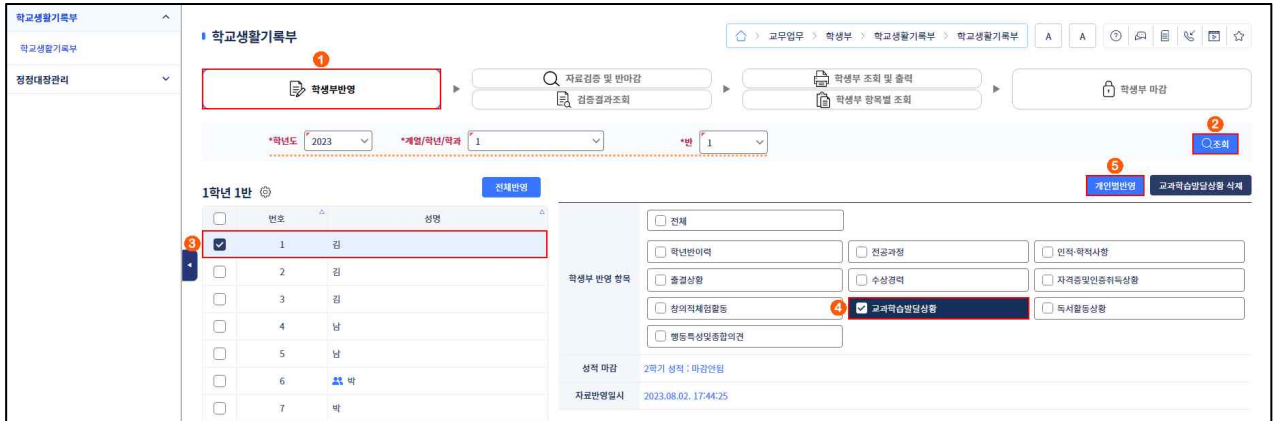 학교생활기록부
학교생활기록부
정정대장관리
학교생활기록부
교무업무 > 학생부 > 학교생활기록부 > 학교생활기록부
A A
1
학생부반영
자료검증 및 반마감
검증결과조회
학생부 조회 및 출력
학생부 항목별 조회
학생부 마감
*학년도 2023 *계열/학년/학과 1 *반 1
2
조회
1학년 1반
전체반영
5
개인별반영 교과학습발달상황 삭제
번호 성명
3
1 김
2 김
3 김
4 남
5 남
6 박
7 박
학생부 반영 항목
전체
학년반이력 전공과정 인적·학적사항
출결상황 수상경력 자격증및인증취득상황
창의적체험활동 4 교과학습발달상황 독서활동상황
행동특성및종합의견
성적 마감 2학기 성적 : 마감안됨
자료반영일시 2023.08.02. 17:44:25